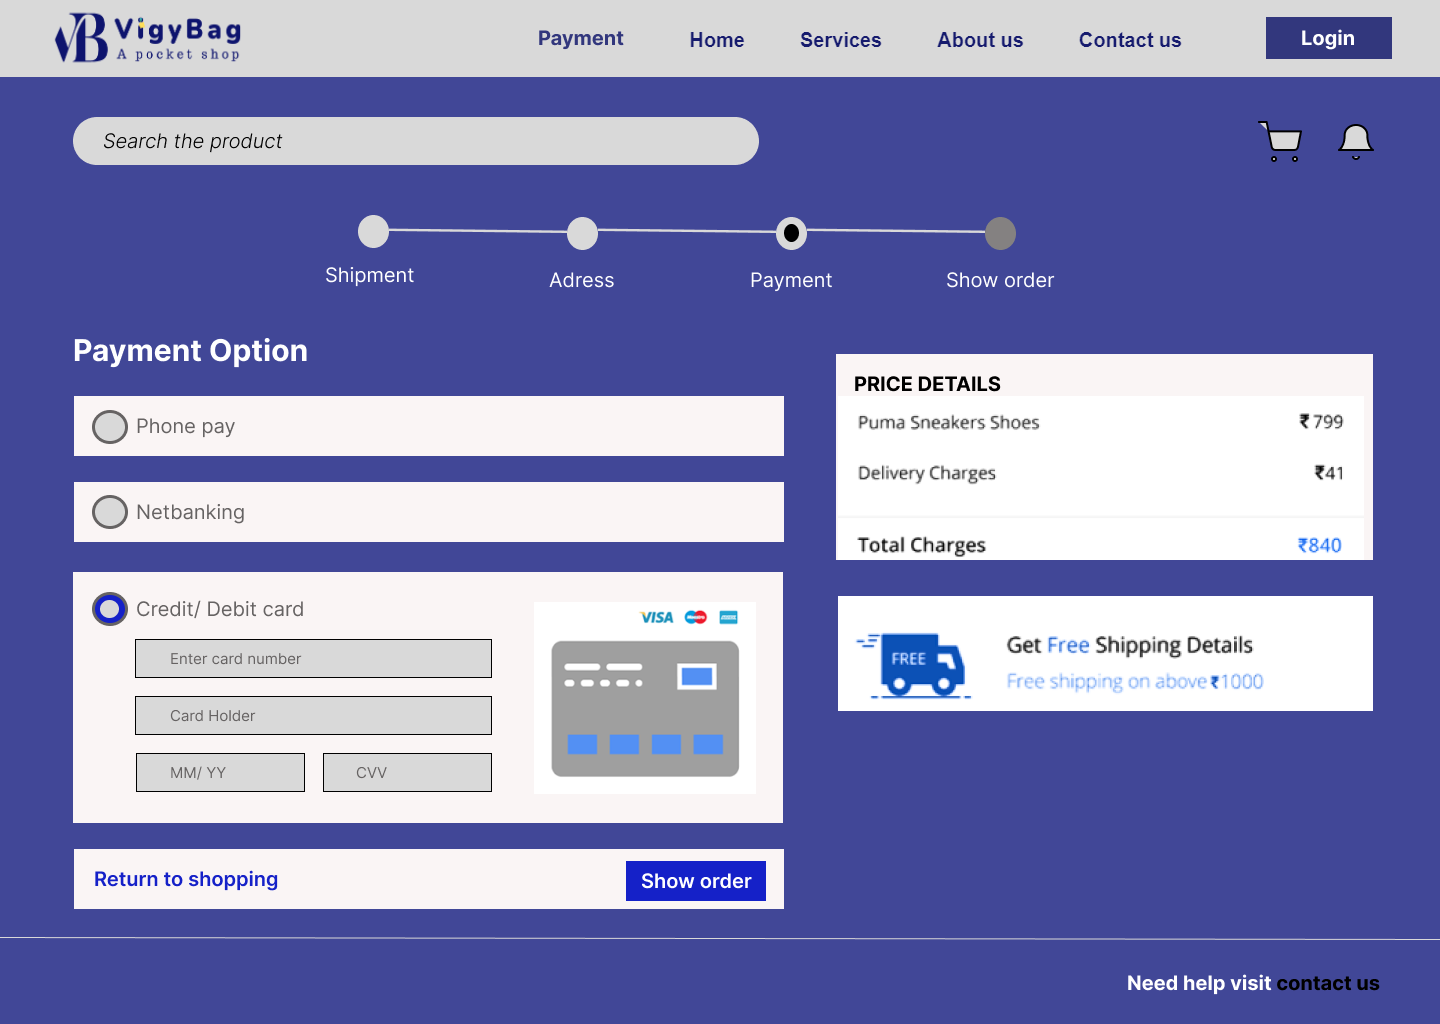 VB VigyBag
A pocket shop
Payment Home Services About us Contact us Login
Search the product
Shipment Adress Payment Show order
Payment Option
Phone pay
Netbanking
Credit/ Debit card
Enter card number
Card Holder
MM/ YY CVV
VISA Maestro
Return to shopping Show order
PRICE DETAILS
Puma Sneakers Shoes ₹ 799
Delivery Charges ₹41
Total Charges ₹840
FREE
Get Free Shipping Details
Free shipping on above ₹1000
Need help visit contact us